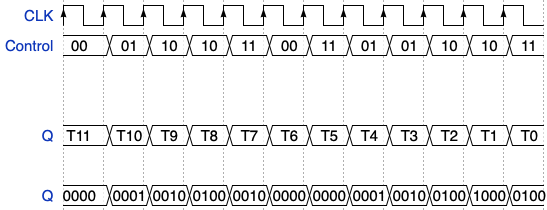 CLK
Control 00 01 10 10 11 00 11 01 01 10 10 11
Q T11 T10 T9 T8 T7 T6 T5 T4 T3 T2 T1 T0
Q 0000 0001 0010 0100 0010 0000 0000 0001 0010 0100 1000 0100